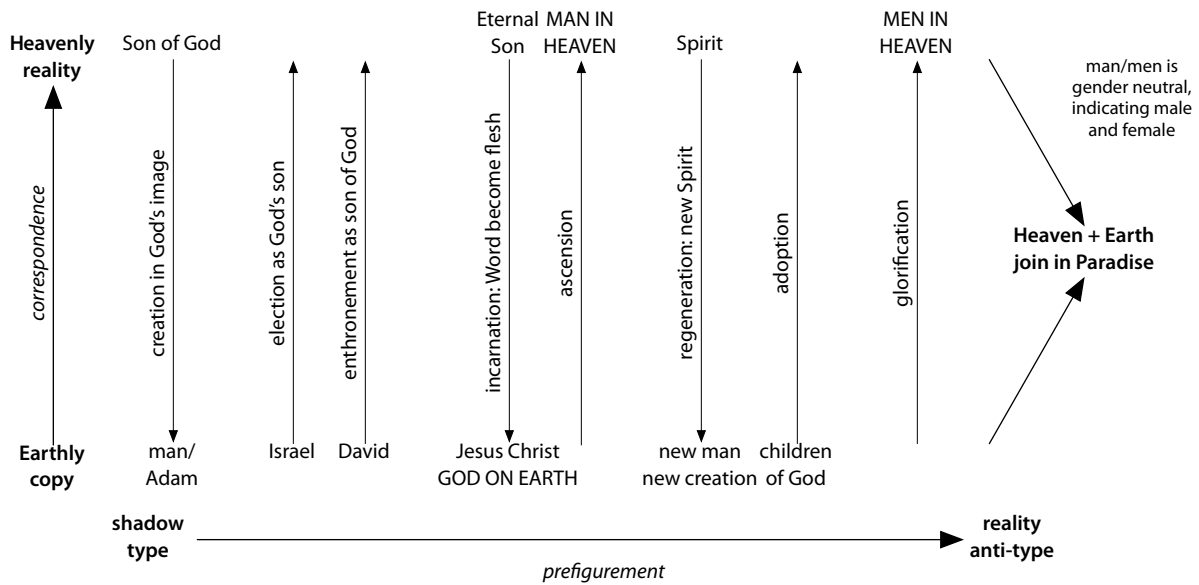 Heavenly
reality
Son of God
Eternal
Son
MAN IN
HEAVEN
Spirit
MEN IN
HEAVEN
man/men is
gender neutral,
indicating male
and female
correspondence
creation in God's image
election as God's son
enthronement as son of God
incarnation: Word become flesh
ascension
regeneration: new Spirit
adoption
glorification
Heaven + Earth
join in Paradise
Earthly
copy
man/
Adam
Israel
David
Jesus Christ
GOD ON EARTH
new man
new creation
children
of God
shadow
type
reality
anti-type
prefigurement